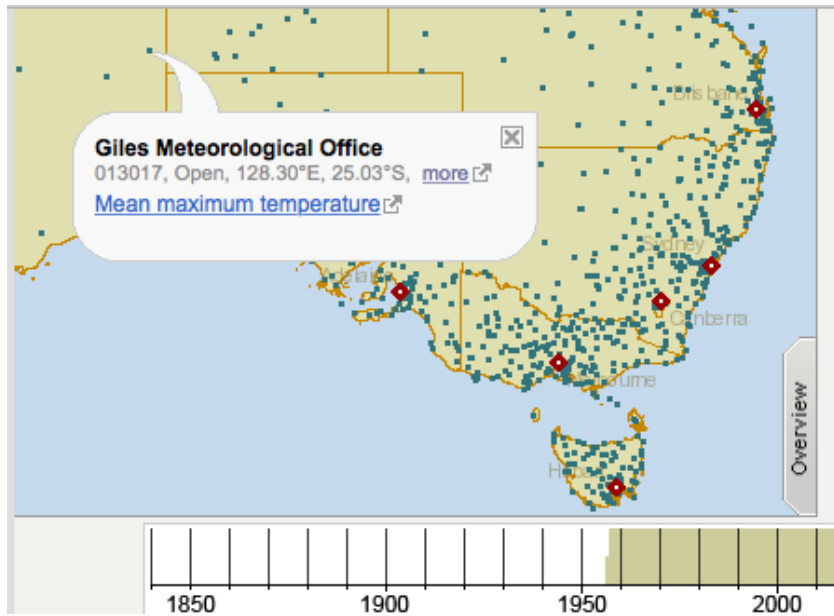 Brisbane
Giles Meteorological Office
013017, Open, 128.30°E, 25.03°S, more
Mean maximum temperature
Sydney
Adelaide
Canberra
Melbourne
Hobart
Overview
1850 1900 1950 2000